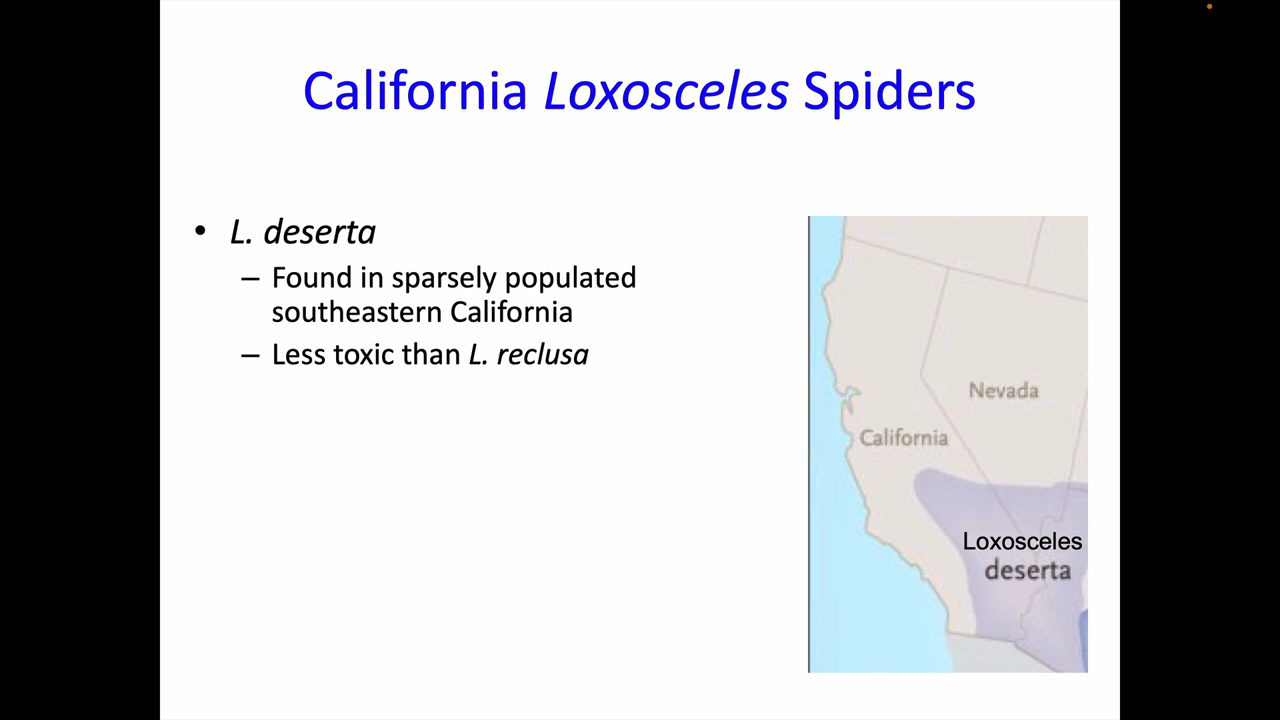 California Loxosceles Spiders
• L. deserta
– Found in sparsely populated
southeastern California
– Less toxic than L. reclusa
Nevada
California
Loxosceles
deserta